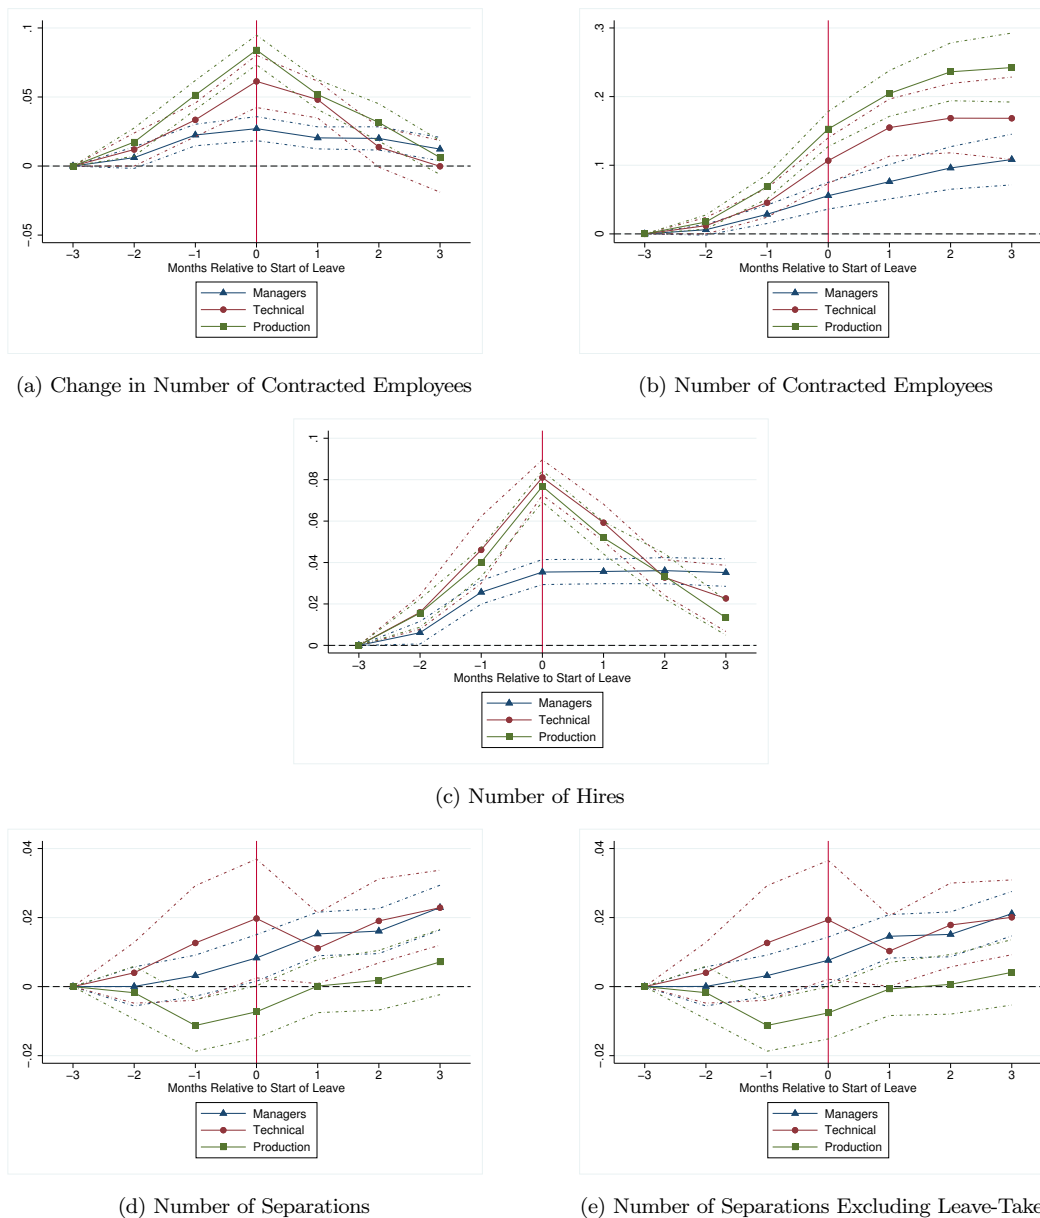 .1
.05
0
-.05
-3 -2 -1 0 1 2 3
Months Relative to Start of Leave
Managers
Technical
Production
(a) Change in Number of Contracted Employees
.3
.2
.1
0
-3 -2 -1 0 1 2 3
Months Relative to Start of Leave
Managers
Technical
Production
(b) Number of Contracted Employees
.1
.08
.06
.04
.02
0
-3 -2 -1 0 1 2 3
Months Relative to Start of Leave
Managers
Technical
Production
(c) Number of Hires
.04
.02
0
-.02
-3 -2 -1 0 1 2 3
Months Relative to Start of Leave
Managers
Technical
Production
(d) Number of Separations
.04
.02
0
-.02
-3 -2 -1 0 1 2 3
Months Relative to Start of Leave
Managers
Technical
Production
(e) Number of Separations Excluding Leave-Take